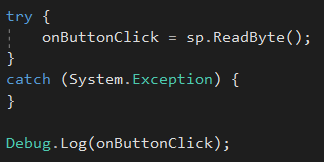 try {
onButtonClick = sp.ReadByte();
}
catch (System.Exception) {
}
Debug.Log(onButtonClick);